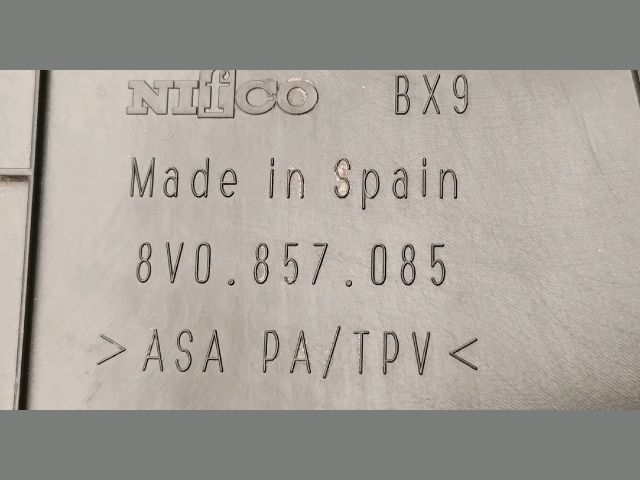 NIfCO BX9
Made in Spain
8V0.857.085
>ASA PA/TPV<